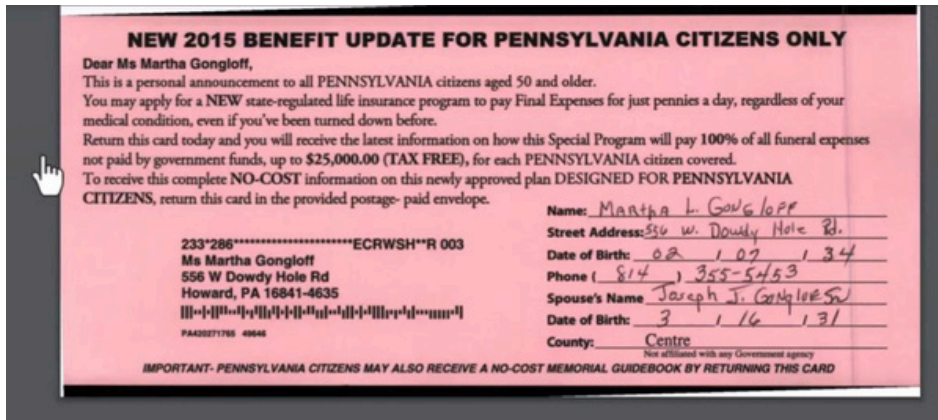 NEW 2015 BENEFIT UPDATE FOR PENNSYLVANIA CITIZENS ONLY
Dear Ms Martha Gongloff,
This is a personal announcement to all PENNSYLVANIA citizens aged 50 and older.
You may apply for a NEW state-regulated life insurance program to pay Final Expenses for just pennies a day, regardless of your
medical condition, even if you've been turned down before.
Return this card today and you will receive the latest information on how this Special Program will pay 100% of all funeral expenses
not paid by government funds, up to $25,000.00 (TAX FREE), for each PENNSYLVANIA citizen covered.
To receive this complete NO-COST information on this newly approved plan DESIGNED FOR PENNSYLVANIA
CITIZENS, return this card in the provided postage- paid envelope.
233*286********************ECRWSH**R 003
Ms Martha Gongloff
556 W Dowdy Hole Rd
Howard, PA 16841-4635
PA420271765 49646
Name: MARthA L. GONGlOFF
Street Address: 556 W. Dowdy Hole Rd.
Date of Birth: 02 / 07 / 34
Phone ( 814 ) 355-5453
Spouse's Name Joseph J.
Date of Birth: 3 / 16 / 31
County: Centre
Not affiliated with any Government agency
IMPORTANT- PENNSYLVANIA CITIZENS MAY ALSO RECEIVE A NO-COST MEMORIAL GUIDEBOOK BY RETURNING THIS CARD